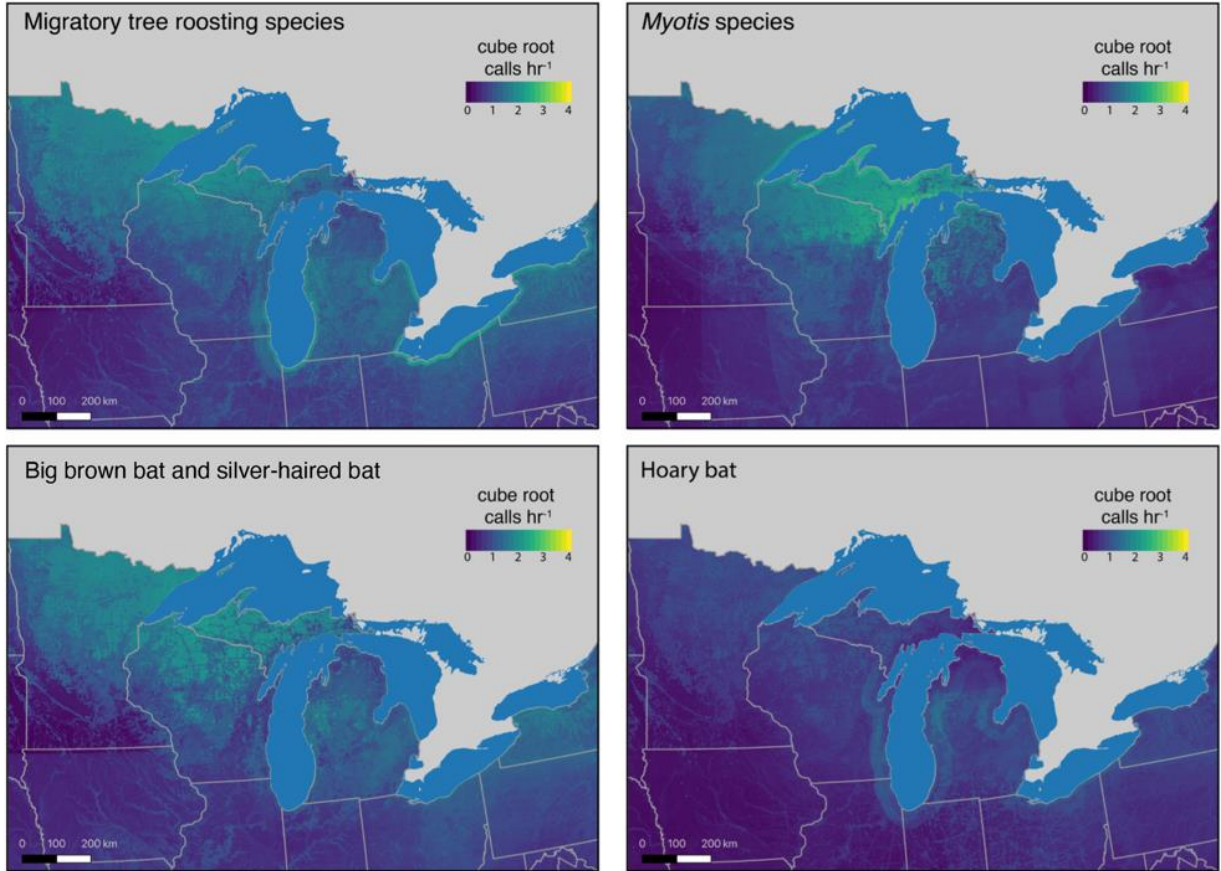 Migratory tree roosting species
cube root
calls hr⁻¹
0 1 2 3 4
0 100 200 km
Myotis species
cube root
calls hr⁻¹
0 1 2 3 4
0 100 200 km
Big brown bat and silver-haired bat
cube root
calls hr⁻¹
0 1 2 3 4
0 100 200 km
Hoary bat
cube root
calls hr⁻¹
0 1 2 3 4
0 100 200 km